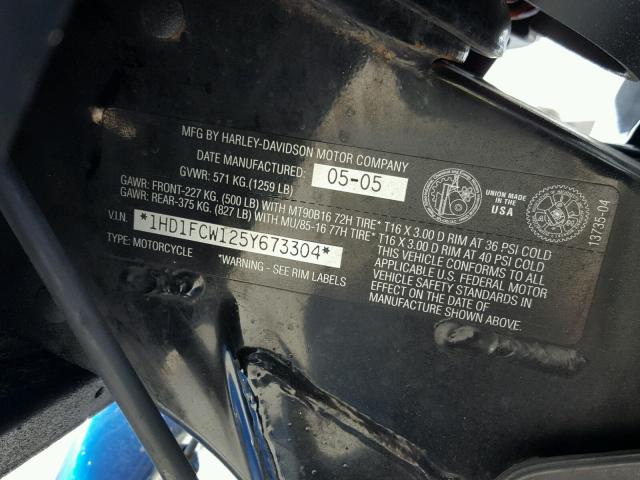 MFG BY HARLEY-DAVIDSON MOTOR COMPANY
DATE MANUFACTURED: 05-05
GVWR: 571 KG.(1259 LB)
GAWR: FRONT-227 KG. (500 LB) WITH MT90B16 72H TIRE* T16 X 3.00 D RIM AT 36 PSI COLD
GAWR: REAR-375 KG. (827 LB) WITH MU/85-16 77H TIRE* T16 X 3.00 D RIM AT 40 PSI COLD
V.I.N. *1HD1FCW125Y673304*
TYPE: MOTORCYCLE *WARNING - SEE RIM LABELS
THIS VEHICLE CONFORMS TO ALL
APPLICABLE U.S. FEDERAL MOTOR
VEHICLE SAFETY STANDARDS IN
EFFECT ON THE DATE OF
MANUFACTURE SHOWN ABOVE.
UNION MADE IN
USA
13735-04